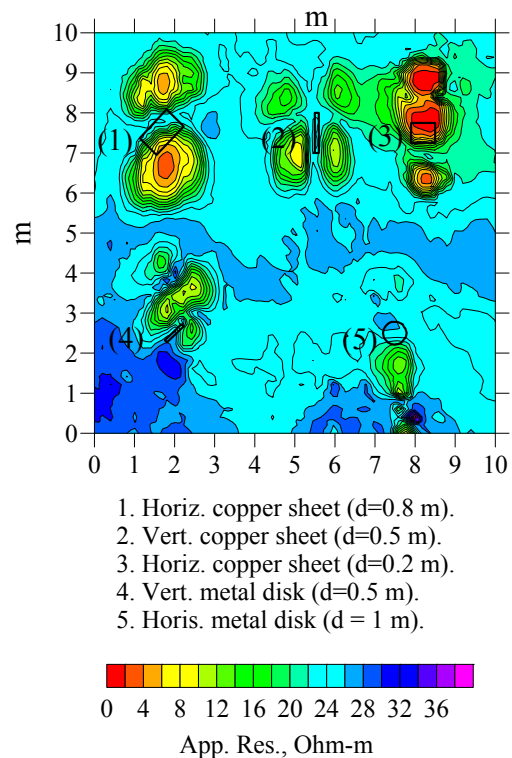 m
10
9
8
7
6
5
4
3
2
1
0
m
(1)
(2)
(3)
(4)
(5)
0 1 2 3 4 5 6 7 8 9 10
1. Horiz. copper sheet (d=0.8 m).
2. Vert. copper sheet (d=0.5 m).
3. Horiz. copper sheet (d=0.2 m).
4. Vert. metal disk (d=0.5 m).
5. Horis. metal disk (d = 1 m).
0 4 8 12 16 20 24 28 32 36
App. Res., Ohm-m